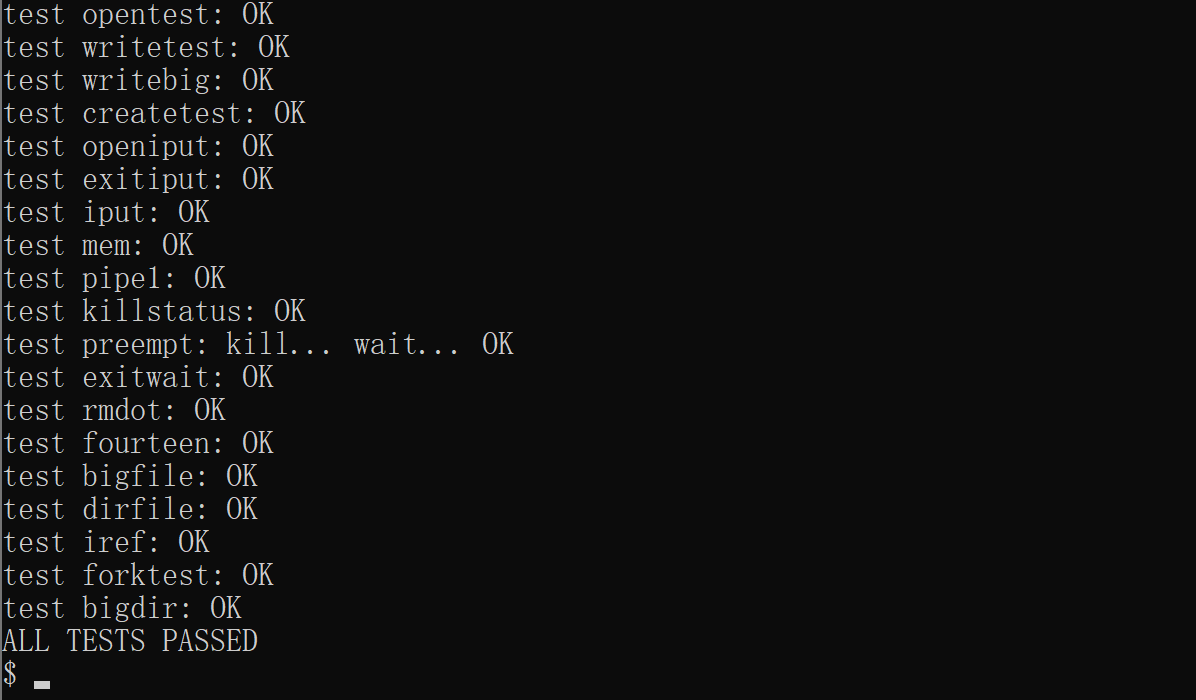 test opentest: OK
test writetest: OK
test writebig: OK
test createtest: OK
test openiput: OK
test exitiput: OK
test iput: OK
test mem: OK
test pipe1: OK
test killstatus: OK
test preempt: kill... wait... OK
test exitwait: OK
test rmdot: OK
test fourteen: OK
test bigfile: OK
test dirfile: OK
test iref: OK
test forktest: OK
test bigdir: OK
ALL TESTS PASSED
$